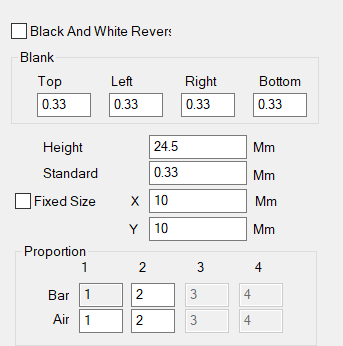 Black And White Revers
Blank
Top Left Right Bottom
0.33 0.33 0.33 0.33
Height 24.5 Mm
Standard 0.33 Mm
Fixed Size X 10 Mm
Y 10 Mm
Proportion
1 2 3 4
Bar 1 2 3 4
Air 1 2 3 4